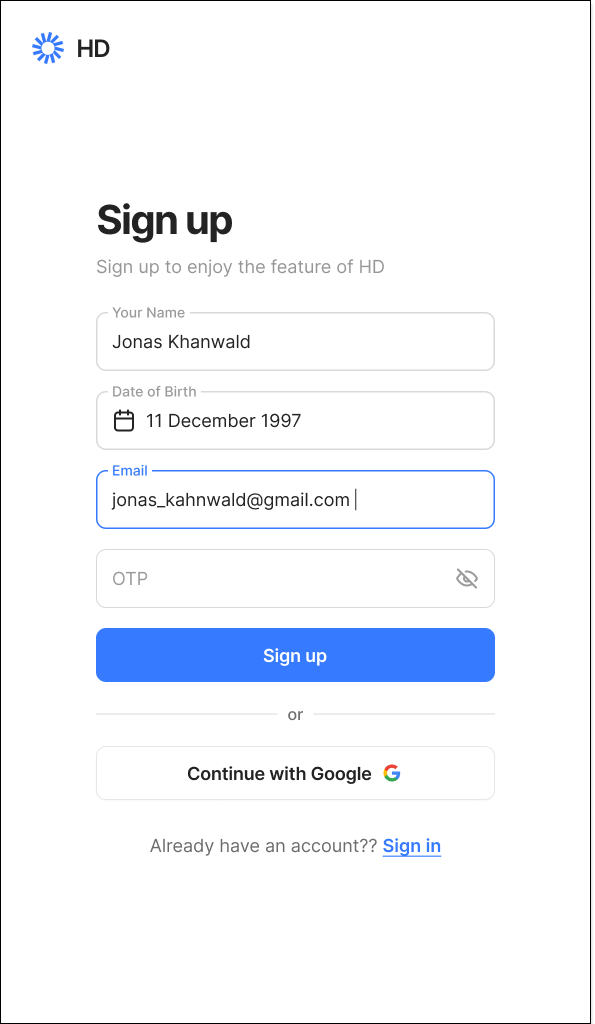 HD
Sign up
Sign up to enjoy the feature of HD
Your Name
Jonas Khanwald
Date of Birth
11 December 1997
Email
jonas_kahnwald@gmail.com
OTP
Sign up
or
Continue with Google
Already have an account?? Sign in